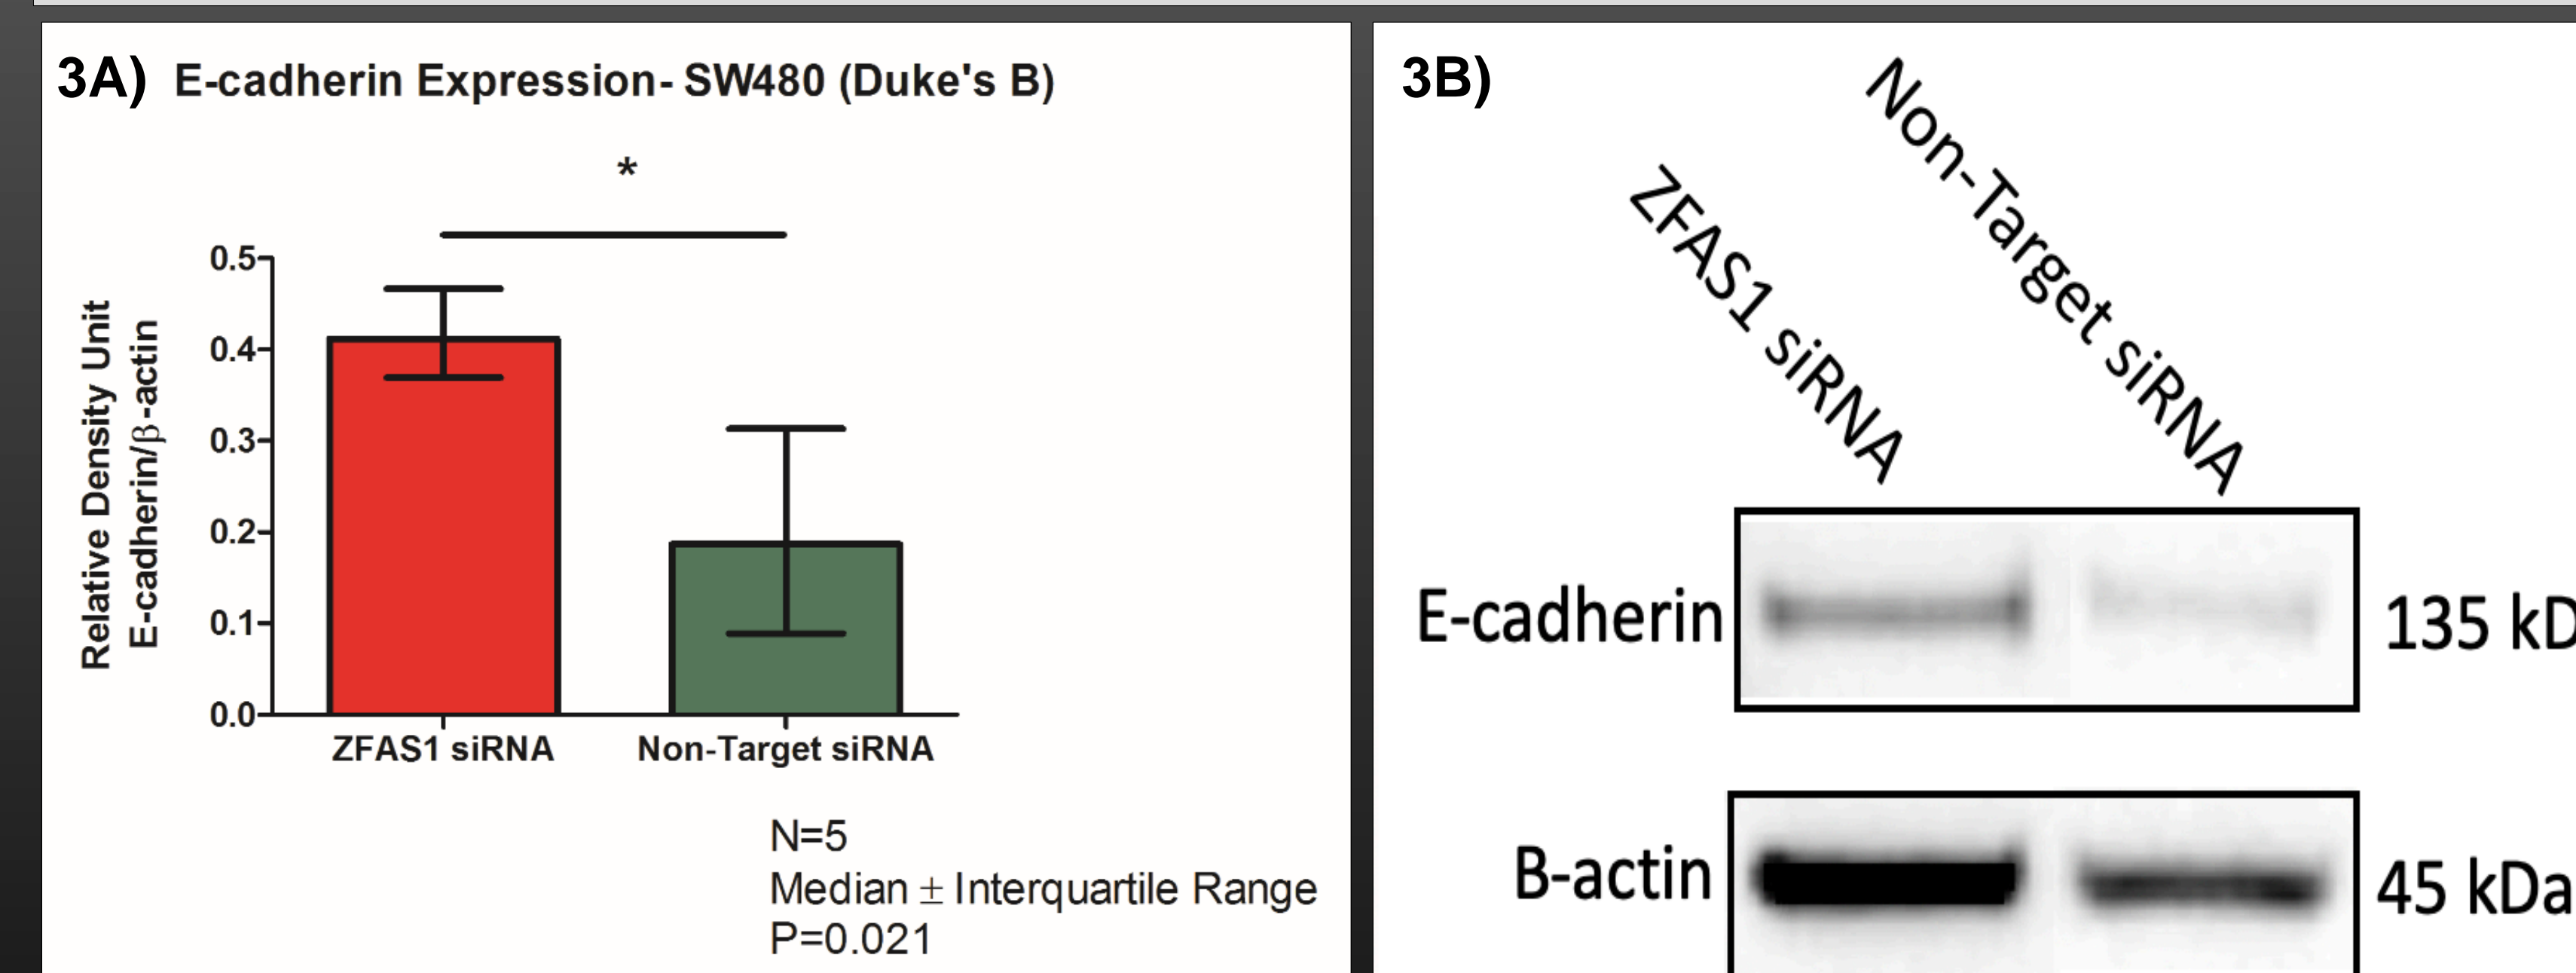 3A) E-cadherin Expression- SW480 (Duke's B)
*
Relative Density Unit
E-cadherin/β-actin
0.5
0.4
0.3
0.2
0.1
0.0
ZFAS1 siRNA Non-Target siRNA
N=5
Median ± Interquartile Range
P=0.021
3B)
ZFAS1 siRNA
Non-Target siRNA
E-cadherin 135 kD
B-actin 45 kDa